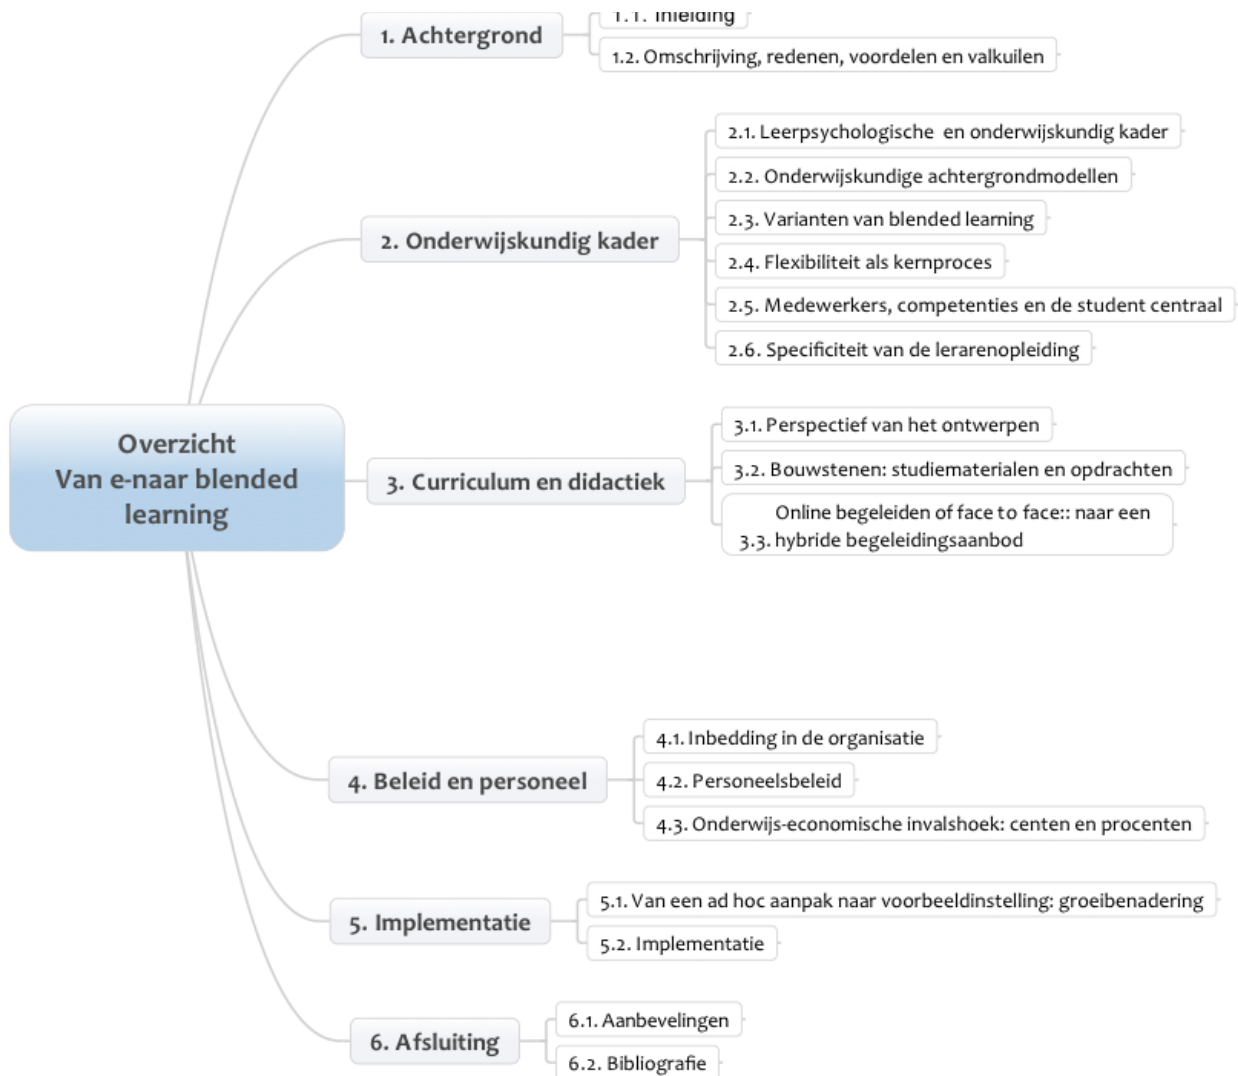 1. Achtergrond
1.1. Inleiding
1.2. Omschrijving, redenen, voordelen en valkuilen
2. Onderwijskundig kader
2.1. Leerpsychologische en onderwijskundig kader
2.2. Onderwijskundige achtergrondmodellen
2.3. Varianten van blended learning
2.4. Flexibiliteit als kernproces
2.5. Medewerkers, competenties en de student centraal
2.6. Specificiteit van de lerarenopleiding
Overzicht
Van e-naar blended
learning
3. Curriculum en didactiek
3.1. Perspectief van het ontwerpen
3.2. Bouwstenen: studiematerialen en opdrachten
Online begeleiden of face to face:: naar een
3.3. hybride begeleidingsaanbod
4. Beleid en personeel
4.1. Inbedding in de organisatie
4.2. Personeelsbeleid
4.3. Onderwijs-economische invalshoek: centen en procenten
5. Implementatie
5.1. Van een ad hoc aanpak naar voorbeeldinstelling: groeibenadering
5.2. Implementatie
6. Afsluiting
6.1. Aanbevelingen
6.2. Bibliografie